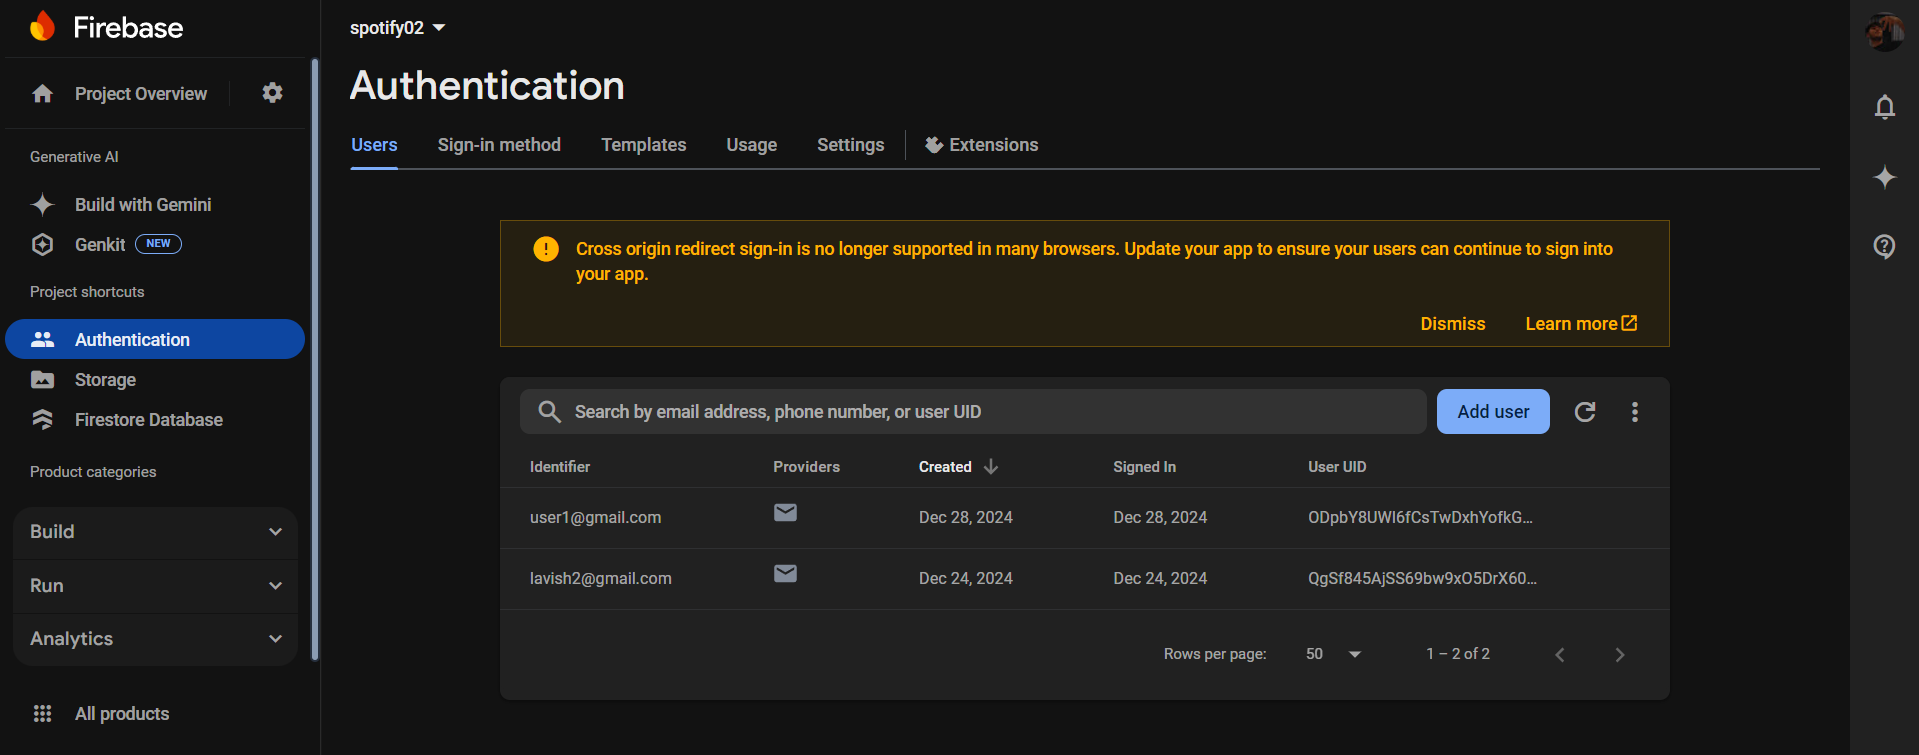 Firebase
Project Overview
Generative AI
Build with Gemini
Genkit NEW
Project shortcuts
Authentication
Storage
Firestore Database
Product categories
Build
Run
Analytics
All products
spotify02
Authentication
Users Sign-in method Templates Usage Settings Extensions
Cross origin redirect sign-in is no longer supported in many browsers. Update your app to ensure your users can continue to sign into
your app.
Dismiss Learn more
Search by email address, phone number, or user UID Add user
Identifier Providers Created Signed In User UID
user1@gmail.com Dec 28, 2024 Dec 28, 2024 ODpbY8UWl6fCsTwDxhYofkG...
lavish2@gmail.com Dec 24, 2024 Dec 24, 2024 QgSf845AjSS69bw9xO5DrX60...
Rows per page: 50 1 – 2 of 2